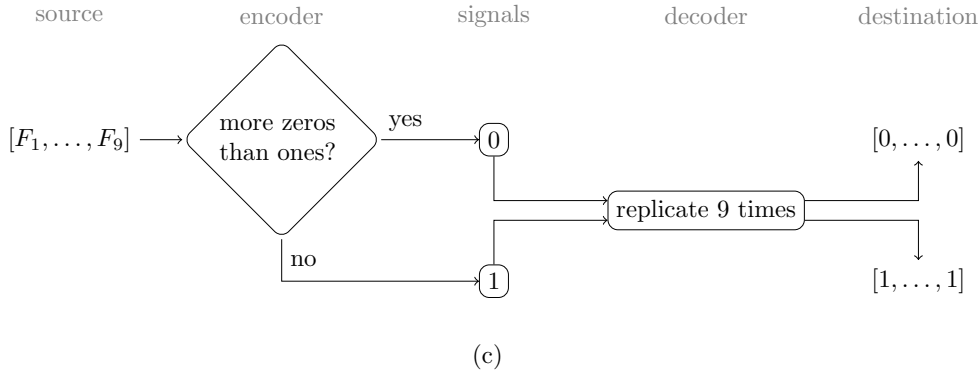 source encoder signals decoder destination
[F₁, . . . , F₉]
more zeros
than ones?
yes
0
[0, . . . , 0]
replicate 9 times
no
1
[1, . . . , 1]
(c)